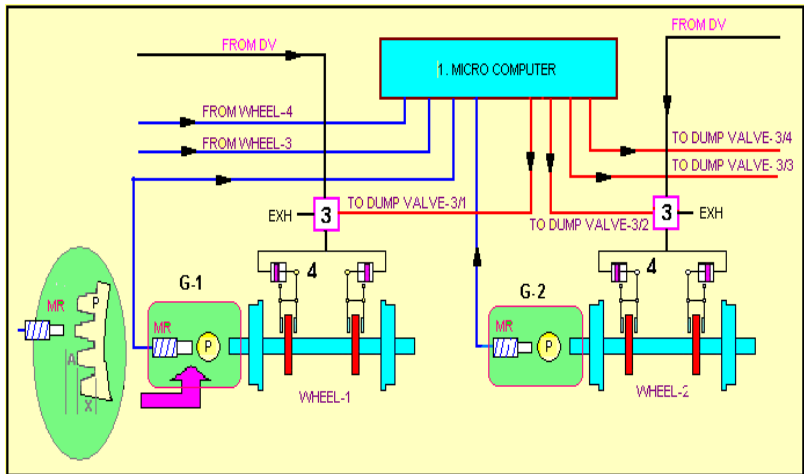 FROM DV
FROM DV
1. MICRO COMPUTER
FROM WHEEL-4
FROM WHEEL-3
TO DUMP VALVE-3/4
TO DUMP VALVE-3/3
EXH
3
TO DUMP VALVE-3/1
TO DUMP VALVE-3/2
3
EXH
4
4
G-1
G-2
MR
P
A
X
MR
P
MR
P
WHEEL-1
WHEEL-2